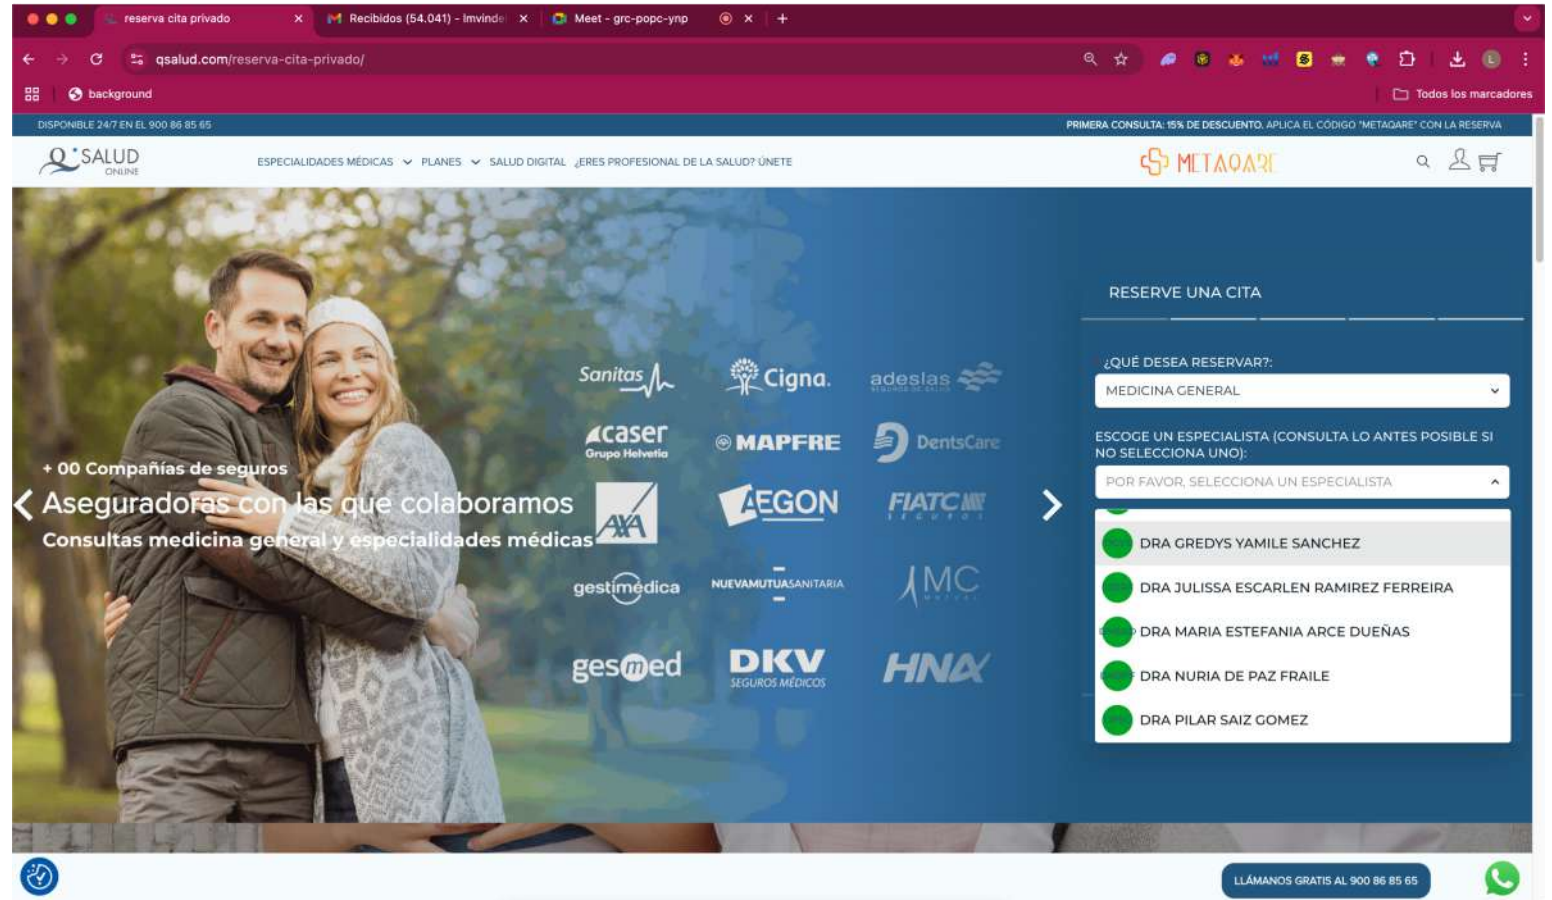 reserva cita privado
Recibidos (54.041) - lmvinde
Meet - grc-popc-ynp
qsalud.com/reserva-cita-privado/
background
Todos los marcadores
DISPONIBLE 24/7 EN EL 900 86 85 65
PRIMERA CONSULTA: 15% DE DESCUENTO. APLICA EL CÓDIGO "METAQARE" CON LA RESERVA
Q SALUD
ONLINE
ESPECIALIDADES MÉDICAS PLANES SALUD DIGITAL ¿ERES PROFESIONAL DE LA SALUD? ÚNETE
METAQARE
RESERVE UNA CITA
¿QUÉ DESEA RESERVAR?:
MEDICINA GENERAL
ESCOGE UN ESPECIALISTA (CONSULTA LO ANTES POSIBLE SI
NO SELECCIONA UNO):
POR FAVOR, SELECCIONA UN ESPECIALISTA
DRA GREDYS YAMILE SANCHEZ
DRA JULISSA ESCARLEN RAMIREZ FERREIRA
DRA MARIA ESTEFANIA ARCE DUEÑAS
DRA NURIA DE PAZ FRAILE
DRA PILAR SAIZ GOMEZ
+ 00 Compañías de seguros
Aseguradoras con las que colaboramos
Consultas medicina general y especialidades médicas
Sanitas
Cigna.
adeslas
caser
Grupo Helvetia
MAPFRE
DentsCare
AXA
AEGON
FIATC
SEGUROS
gestimédica
NUEVAMUTUASANITARIA
AMC
gesmed
DKV
SEGUROS MÉDICOS
HNA
LLÁMANOS GRATIS AL 900 86 85 65